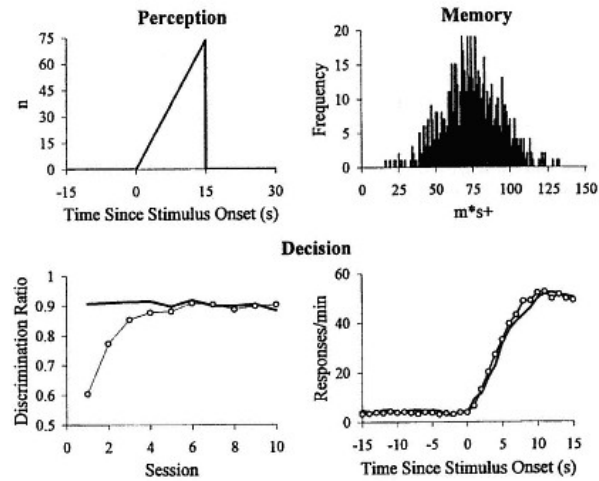 Perception
75
60
45
30
15
0
n
-15 0 15 30
Time Since Stimulus Onset (s)
Memory
20
15
10
5
0
Frequency
0 25 50 75 100 125 150
m*s+
Decision
1
0.9
0.8
0.7
0.6
0.5
Discrimination Ratio
0 2 4 6 8 10
Session
60
40
20
0
Responses/min
-15 -10 -5 0 5 10 15
Time Since Stimulus Onset (s)